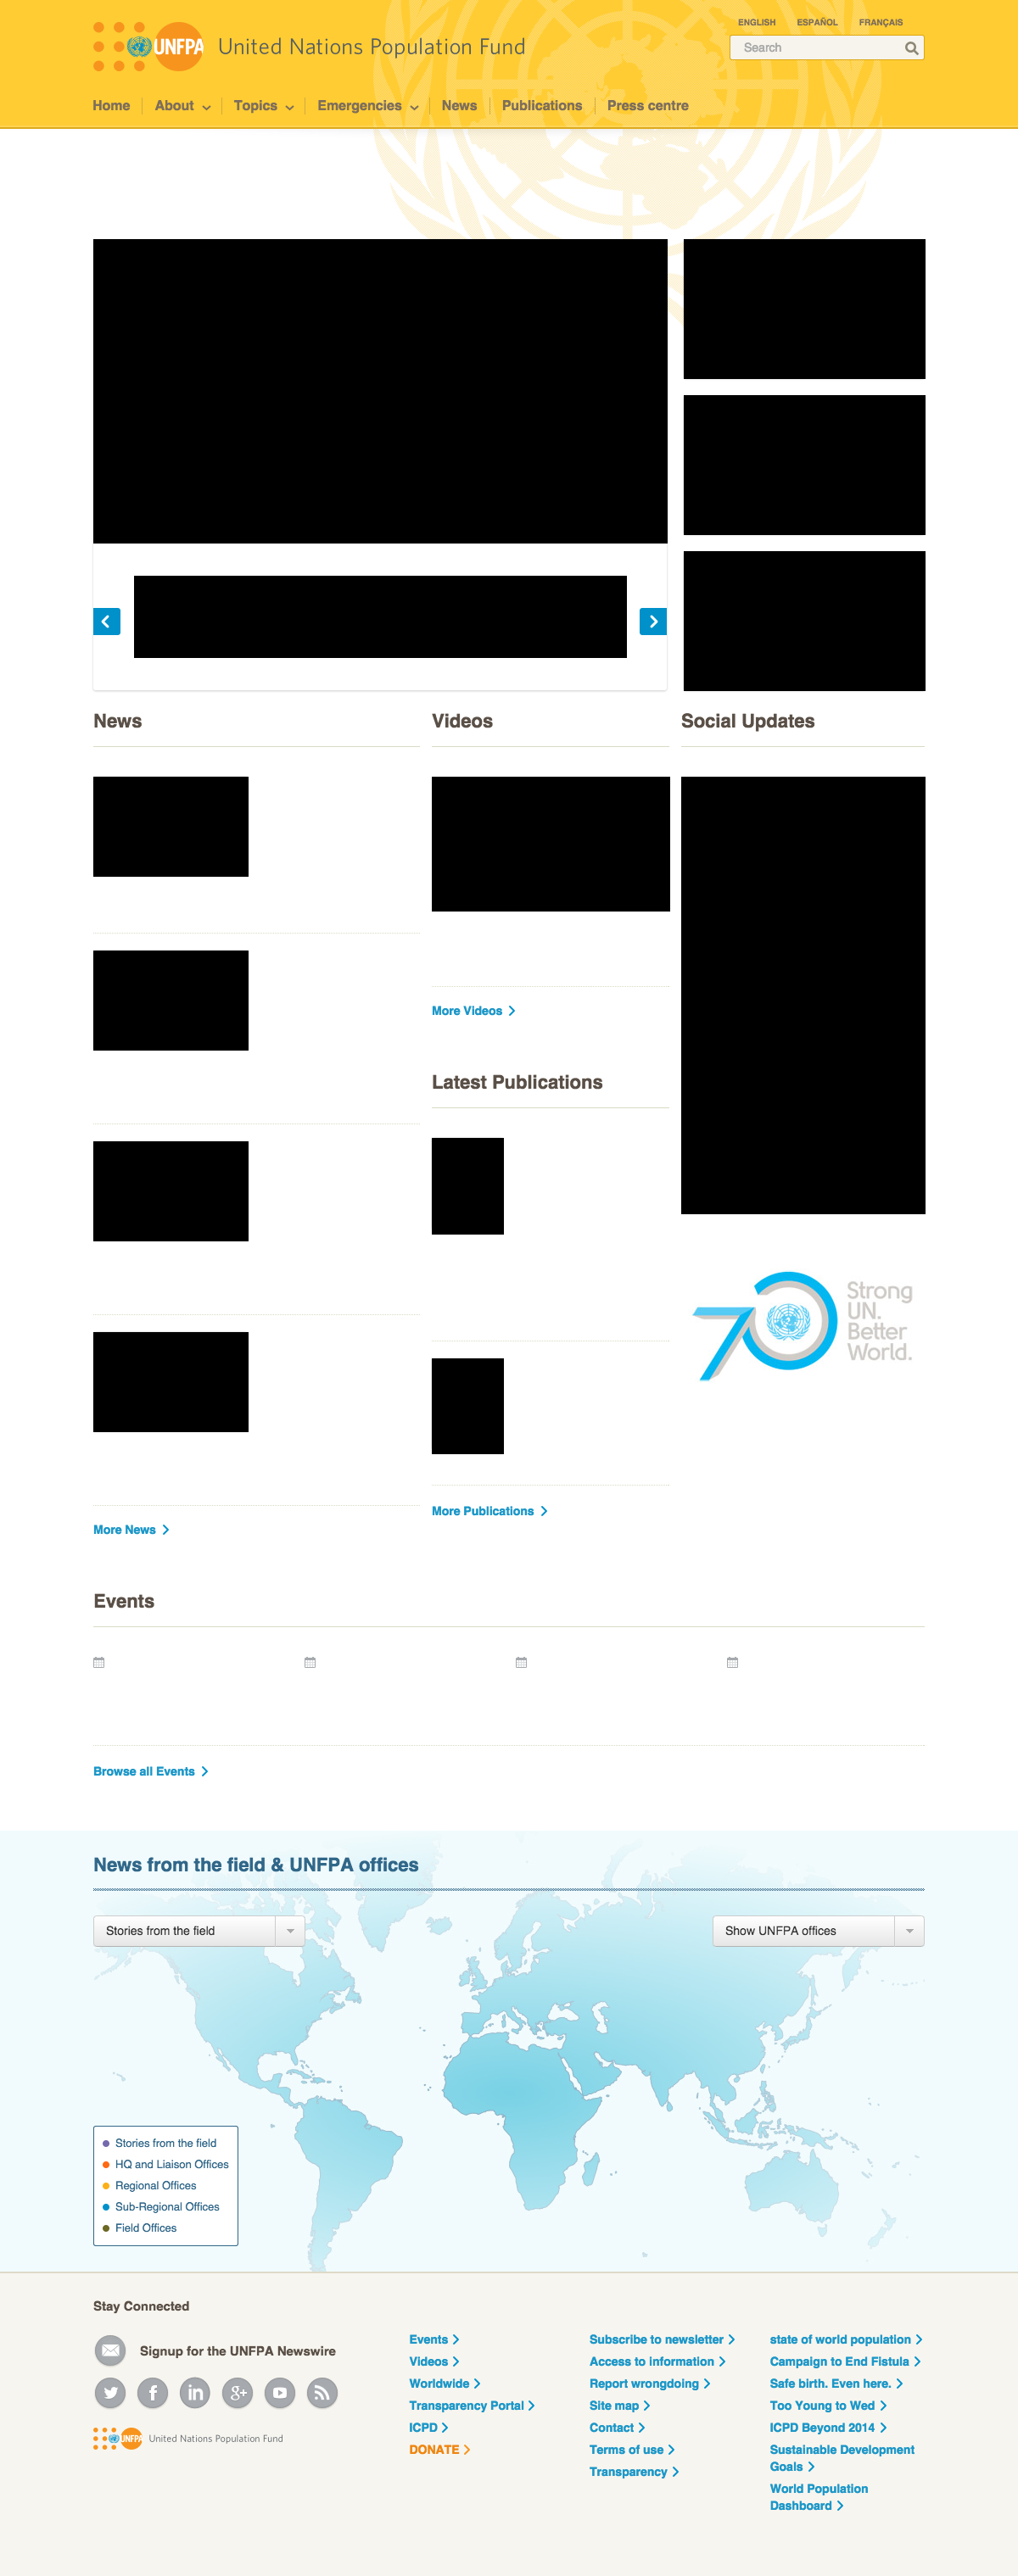 ENGLISH ESPAÑOL FRANÇAIS
UNFPA United Nations Population Fund
Search
Home About Topics Emergencies News Publications Press centre
News
More News
Videos
More Videos
Latest Publications
More Publications
Social Updates
70
Strong
UN.
Better
World.
Events
Browse all Events
News from the field & UNFPA offices
Stories from the field
Show UNFPA offices
Stories from the field
HQ and Liaison Offices
Regional Offices
Sub-Regional Offices
Field Offices
Stay Connected
Signup for the UNFPA Newswire
UNFPA United Nations Population Fund
Events
Videos
Worldwide
Transparency Portal
ICPD
DONATE
Subscribe to newsletter
Access to information
Report wrongdoing
Site map
Contact
Terms of use
Transparency
state of world population
Campaign to End Fistula
Safe birth. Even here.
Too Young to Wed
ICPD Beyond 2014
Sustainable Development
Goals
World Population
Dashboard